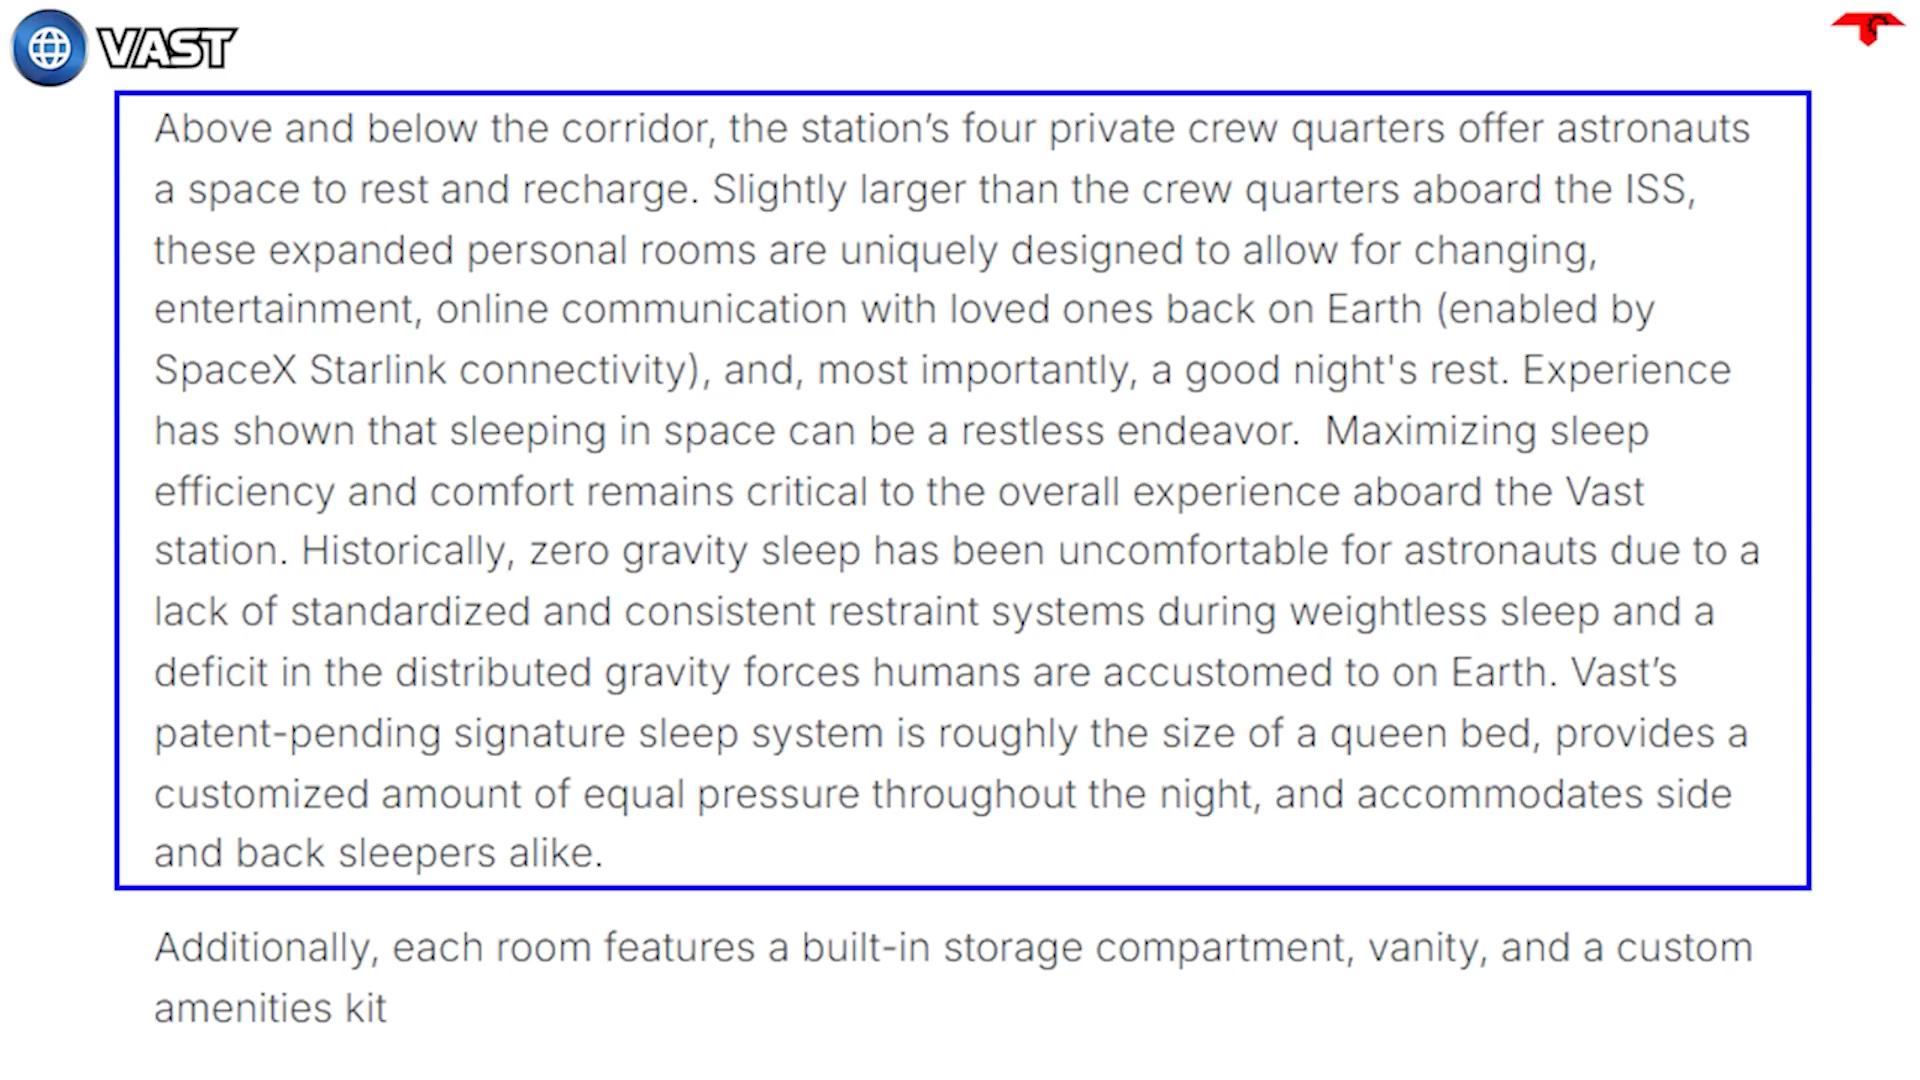 VAST
Above and below the corridor, the station’s four private crew quarters offer astronauts
a space to rest and recharge. Slightly larger than the crew quarters aboard the ISS,
these expanded personal rooms are uniquely designed to allow for changing,
entertainment, online communication with loved ones back on Earth (enabled by
SpaceX Starlink connectivity), and, most importantly, a good night's rest. Experience
has shown that sleeping in space can be a restless endeavor.  Maximizing sleep
efficiency and comfort remains critical to the overall experience aboard the Vast
station. Historically, zero gravity sleep has been uncomfortable for astronauts due to a
lack of standardized and consistent restraint systems during weightless sleep and a
deficit in the distributed gravity forces humans are accustomed to on Earth. Vast’s
patent-pending signature sleep system is roughly the size of a queen bed, provides a
customized amount of equal pressure throughout the night, and accommodates side
and back sleepers alike.
Additionally, each room features a built-in storage compartment, vanity, and a custom
amenities kit